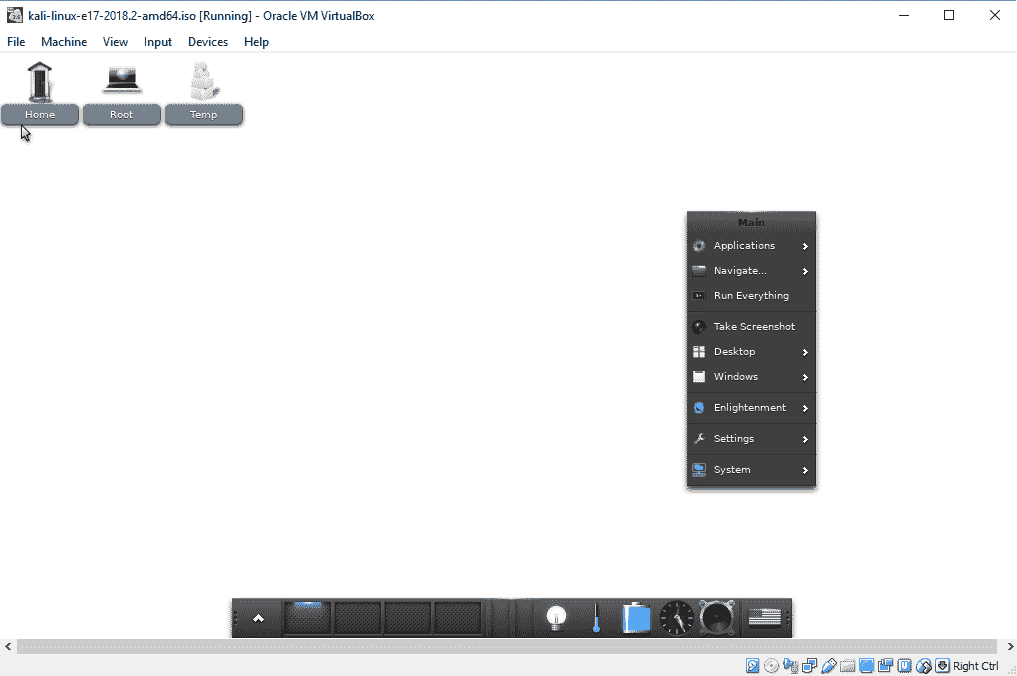 kali-linux-e17-2018.2-amd64.iso [Running] - Oracle VM VirtualBox
File Machine View Input Devices Help
Home Root Temp
Main
Applications
Navigate...
Run Everything
Take Screenshot
Desktop
Windows
Enlightenment
Settings
System
Right Ctrl